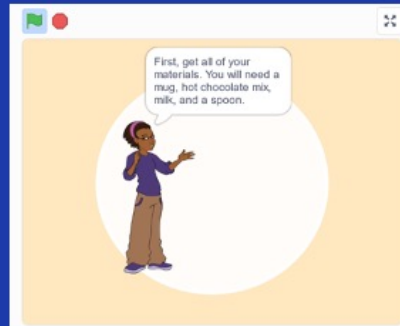 First, get all of your
materials. You will need a
mug, hot chocolate mix,
milk, and a spoon.